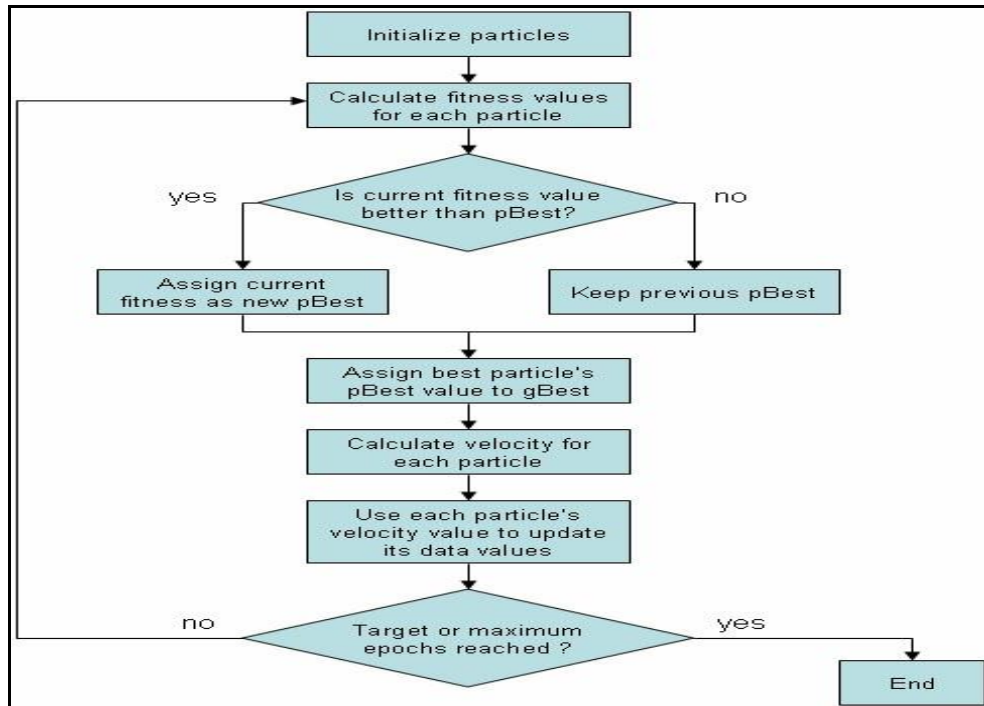 Initialize particles
Calculate fitness values
for each particle
yes
Is current fitness value
better than pBest?
no
Assign current
fitness as new pBest
Keep previous pBest
Assign best particle's
pBest value to gBest
Calculate velocity for
each particle
Use each particle's
velocity value to update
its data values
no
Target or maximum
epochs reached ?
yes
End